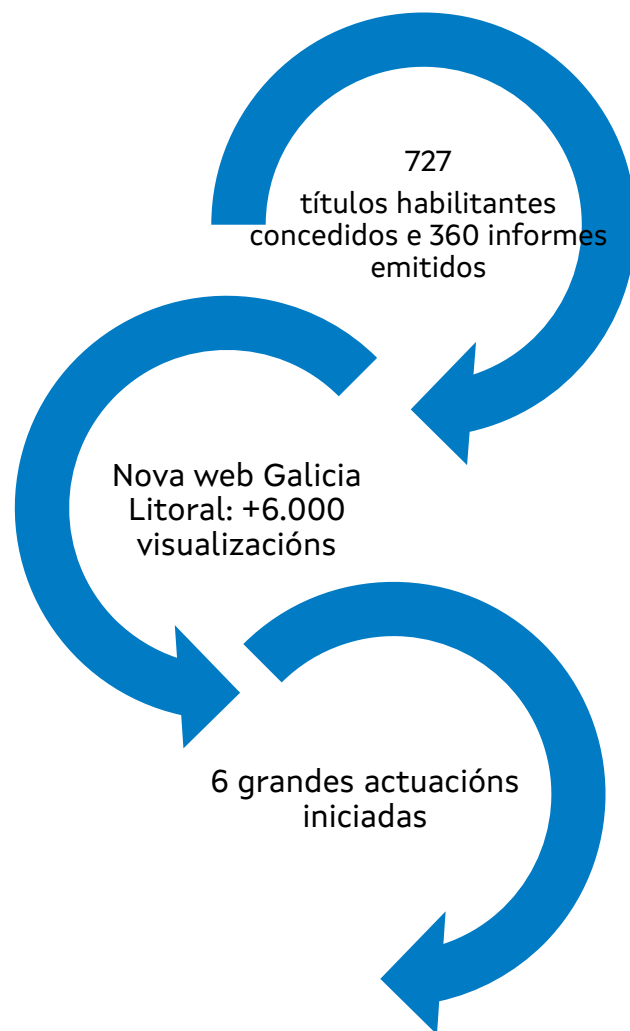 727
títulos habilitantes
concedidos e 360 informes
emitidos
Nova web Galicia
Litoral: +6.000
visualizacións
6 grandes actuacións
iniciadas